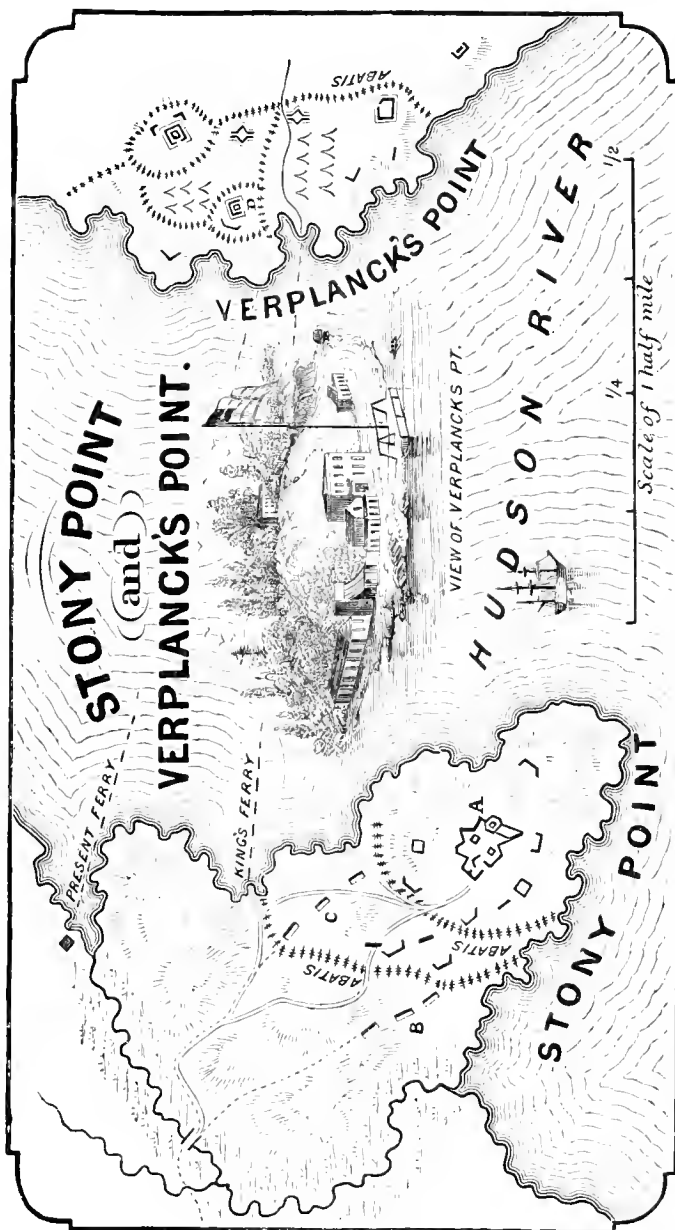 STONY POINT
and
VERPLANCK'S POINT.
PRESENT FERRY
KING'S FERRY
ABATIS
VERPLANCK'S POINT
VIEW OF VERPLANCKS PT.
HUDSON RIVER
C
A
ABATIS
ABATIS
B
STONY POINT
1/4
1/2
Scale of 1 half mile